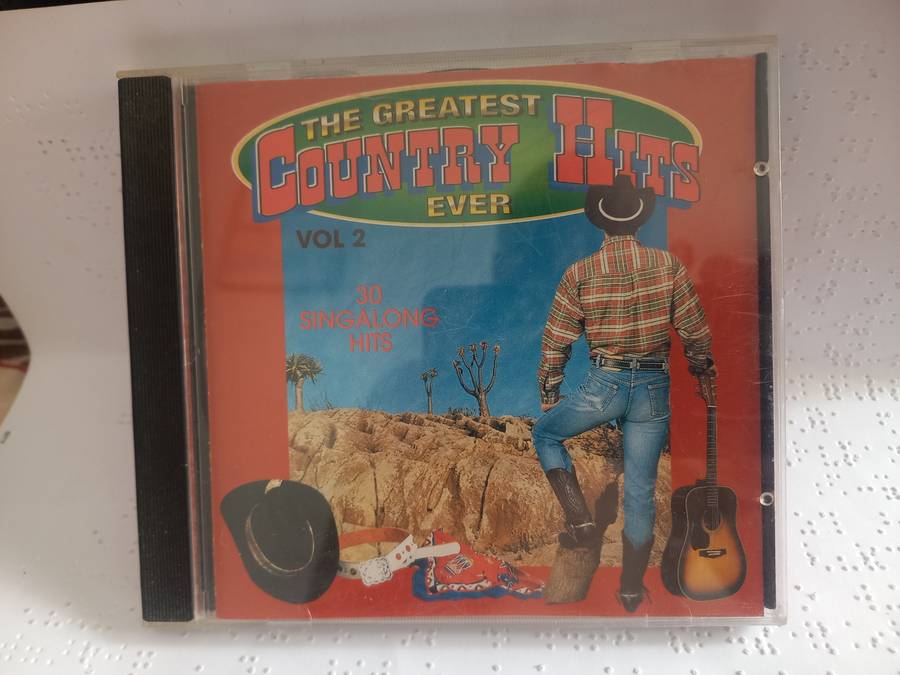 THE GREATEST
COUNTRY HITS
EVER
VOL 2
30
SINGALONG
HITS